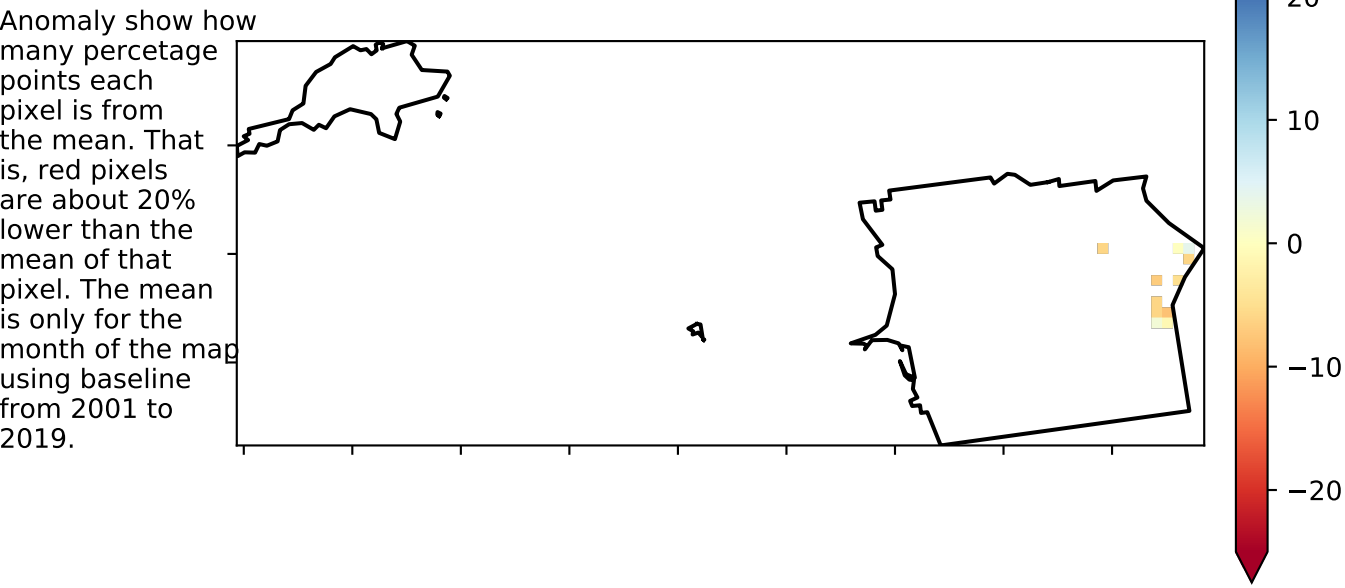 Anomaly show how
many percetage
points each
pixel is from
the mean. That
is, red pixels
are about 20%
lower than the
mean of that
pixel. The mean
is only for the
month of the map
using baseline
from 2001 to
2019.
20
10
0
−10
−20